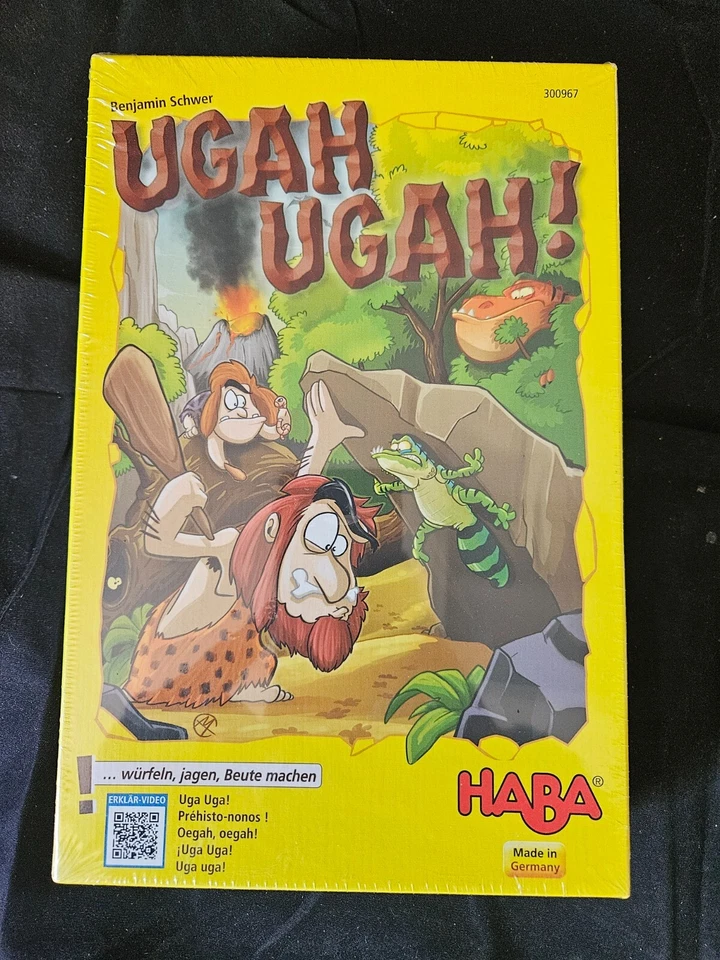 Benjamin Schwer
300967
UGAH
UGAH!
... würfeln, jagen, Beute machen
ERKLÄR-VIDEO
Uga Uga!
Préhisto-nonos !
Oegah, oegah!
¡Uga Uga!
Uga uga!
HABA®
Made in
Germany